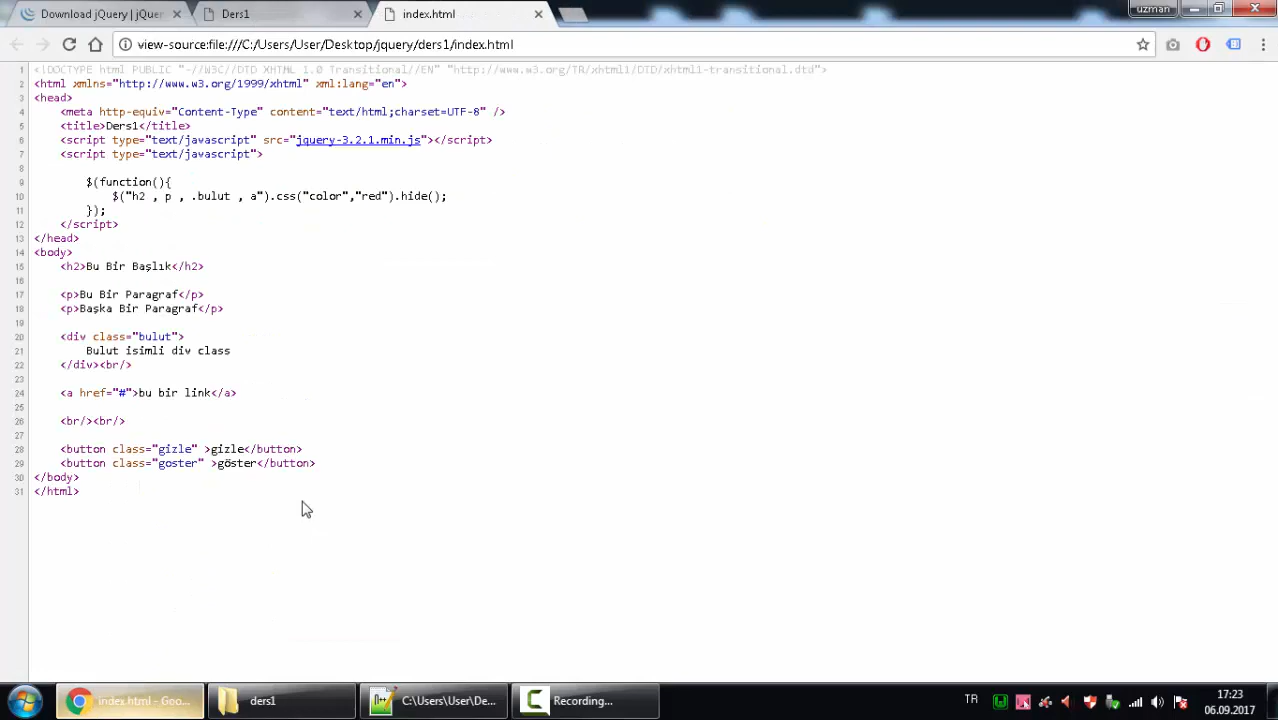 Download jQuery | jQuer
Ders1
index.html
uzman
view-source:file:///C:/Users/User/Desktop/jquery/ders1/index.html
1 <!DOCTYPE html PUBLIC "-//W3C//DTD XHTML 1.0 Transitional//EN" "http://www.w3.org/TR/xhtml1/DTD/xhtml1-transitional.dtd">
2 <html xmlns="http://www.w3.org/1999/xhtml" xml:lang="en">
3 <head>
4 <meta http-equiv="Content-Type" content="text/html;charset=UTF-8" />
5 <title>Ders1</title>
6 <script type="text/javascript" src="jquery-3.2.1.min.js"></script>
7 <script type="text/javascript">
8
9 $(function(){
10 $("h2 , p , .bulut , a").css("color","red").hide();
11 });
12 </script>
13 </head>
14 <body>
15 <h2>Bu Bir Başlık</h2>
16
17 <p>Bu Bir Paragraf</p>
18 <p>Başka Bir Paragraf</p>
19
20 <div class="bulut">
21 Bulut isimli div class
22 </div><br/>
23
24 <a href="#">bu bir link</a>
25
26 <br/><br/>
27
28 <button class="gizle" >gizle</button>
29 <button class="goster" >göster</button>
30 </body>
31 </html>
index.html - Goo...
ders1
C:\Users\User\De...
Recording...
TR
17:23
06.09.2017